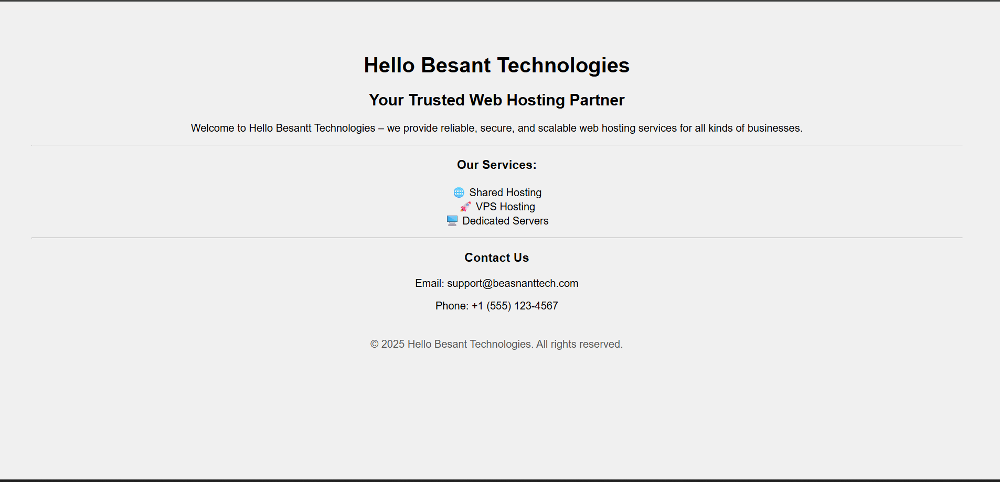 Hello Besant Technologies
Your Trusted Web Hosting Partner
Welcome to Hello Besantt Technologies – we provide reliable, secure, and scalable web hosting services for all kinds of businesses.
Our Services:
🌐 Shared Hosting
🚀 VPS Hosting
🖥️ Dedicated Servers
Contact Us
Email: support@beasnanttech.com
Phone: +1 (555) 123-4567
© 2025 Hello Besant Technologies. All rights reserved.